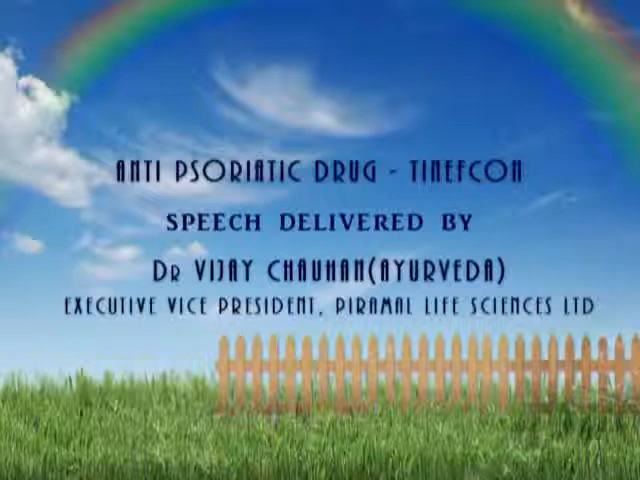 ANTI PSORIATIC DRUG - TINEFCON
SPEECH DELIVERED BY
DR VIJAY CHAUHAN(AYURVEDA)
EXECUTIVE VICE PRESIDENT, PIRAMAL LIFE SCIENCES LTD